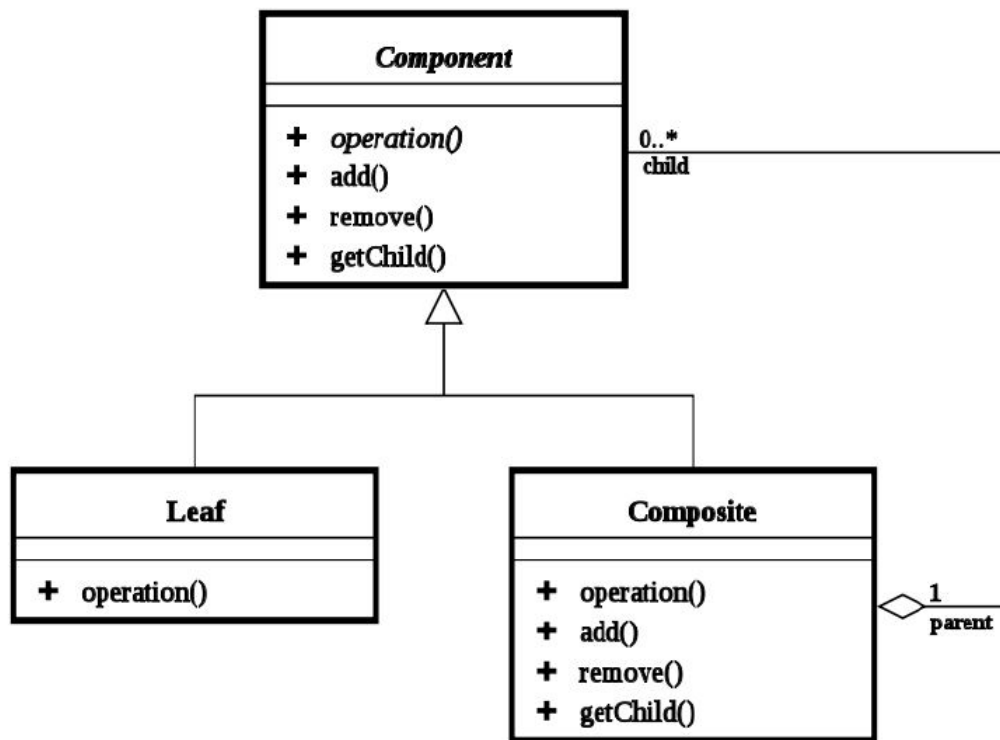 Component
+ operation()
+ add()
+ remove()
+ getChild()
0..*
child
Leaf
+ operation()
Composite
+ operation()
+ add()
+ remove()
+ getChild()
1
parent